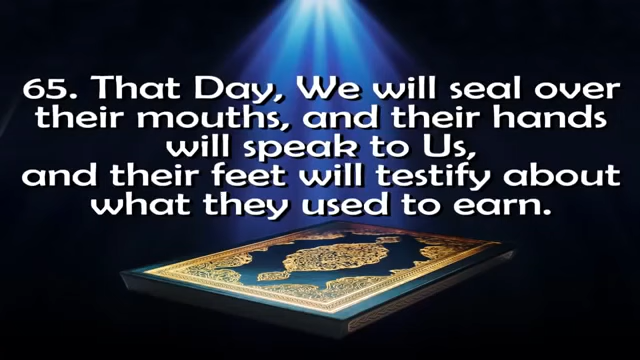 65. That Day, We will seal over
their mouths, and their hands
will speak to Us,
and their feet will testify about
what they used to earn.